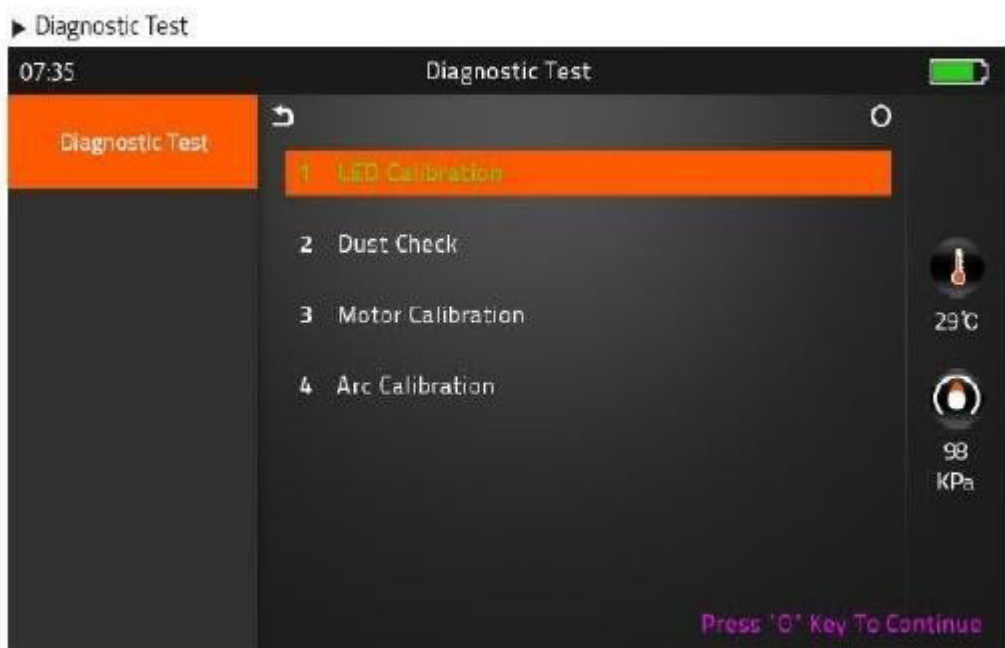 ▶ Diagnostic Test
07:35 Diagnostic Test
Diagnostic Test
1 LED Calibration
2 Dust Check
3 Motor Calibration
4 Arc Calibration
29℃
98
KPa
Press "O" Key To Continue